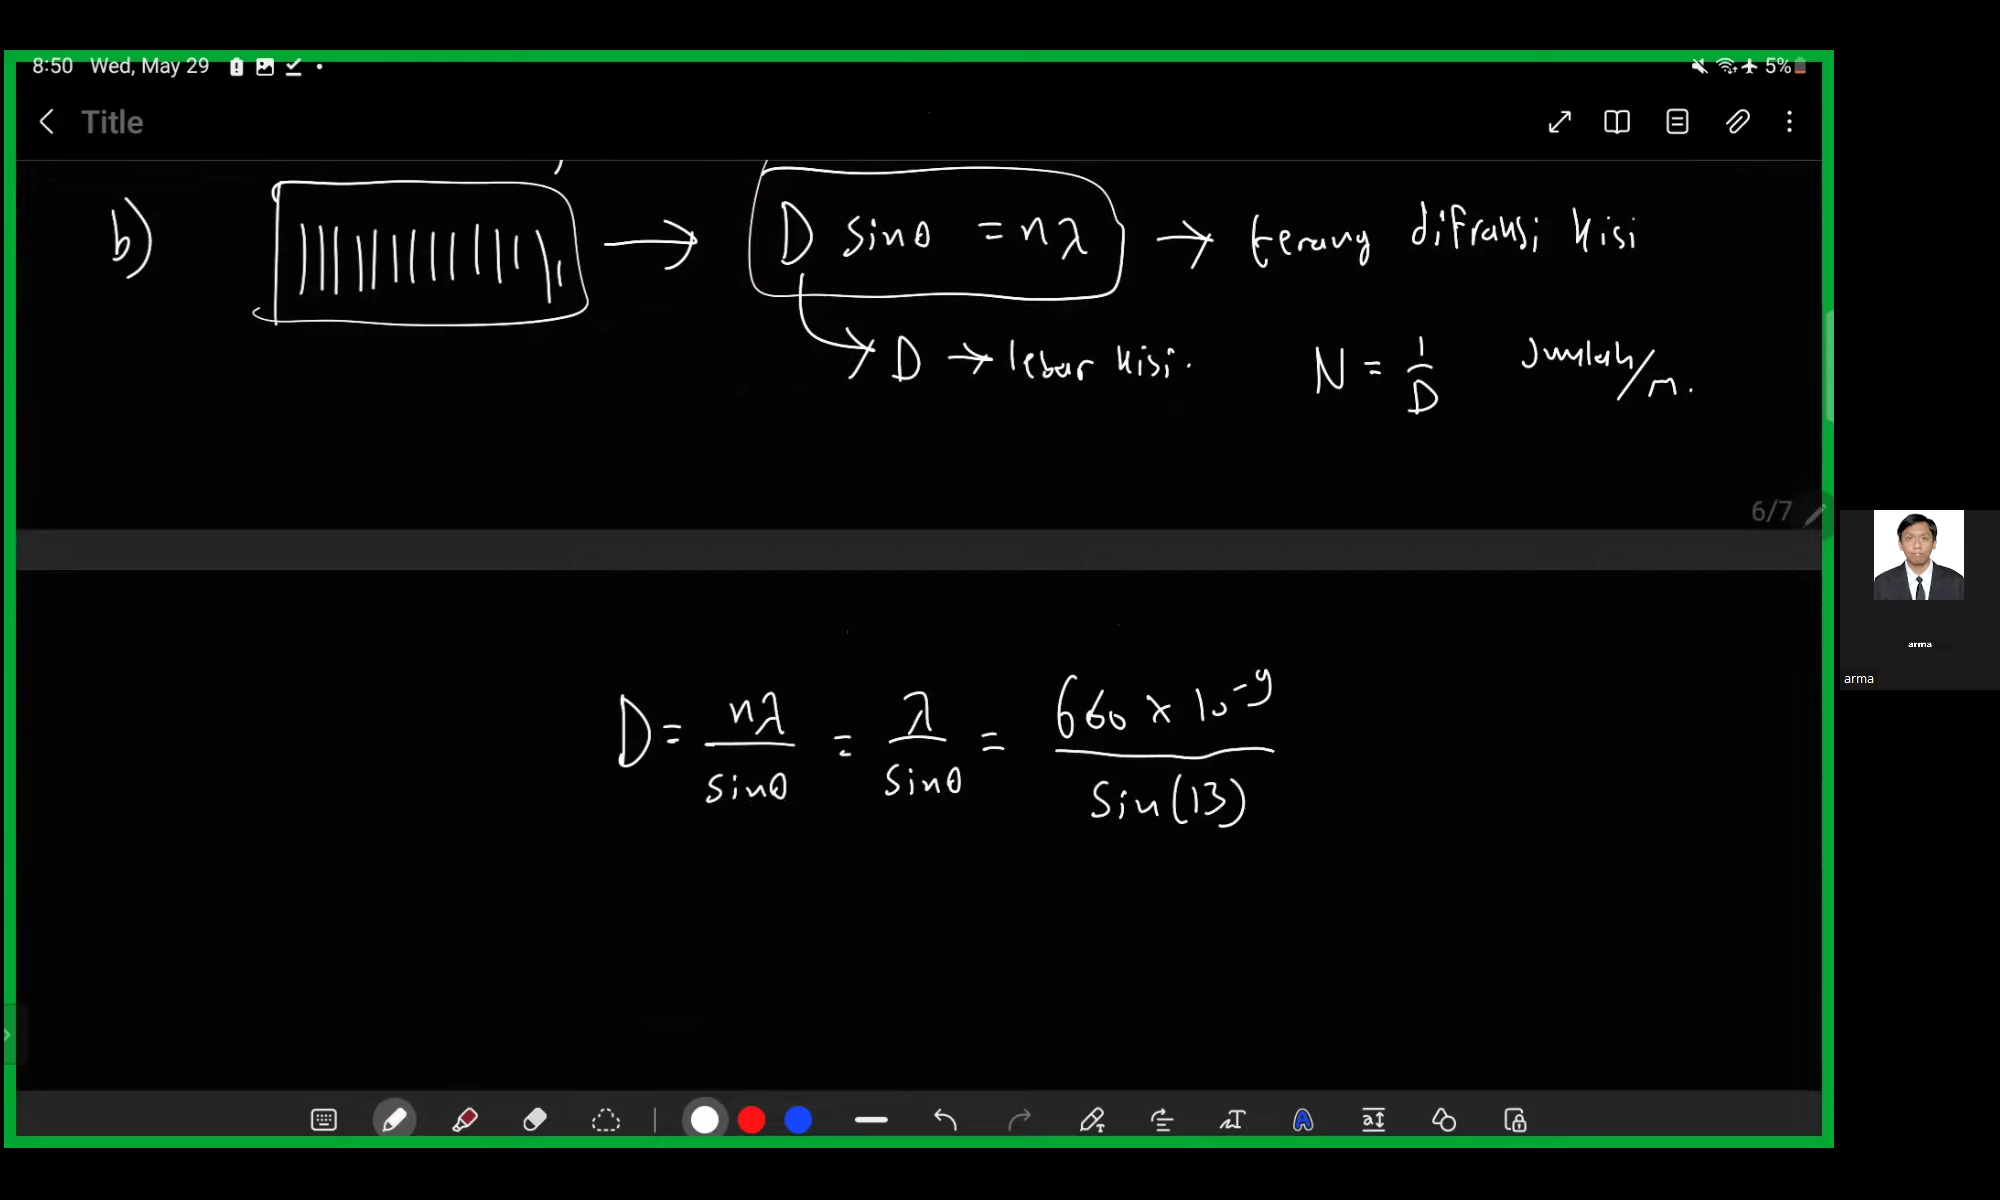 8:50 Wed, May 29
5%
Title
b) → D sinθ = nλ → terang difraksi kisi
→ D → lebar kisi. N = 1/D Jumlah/m.
6/7
D = nλ/sinθ = λ/sinθ = 660 x 10⁻⁹/sin(13)
arma
arma